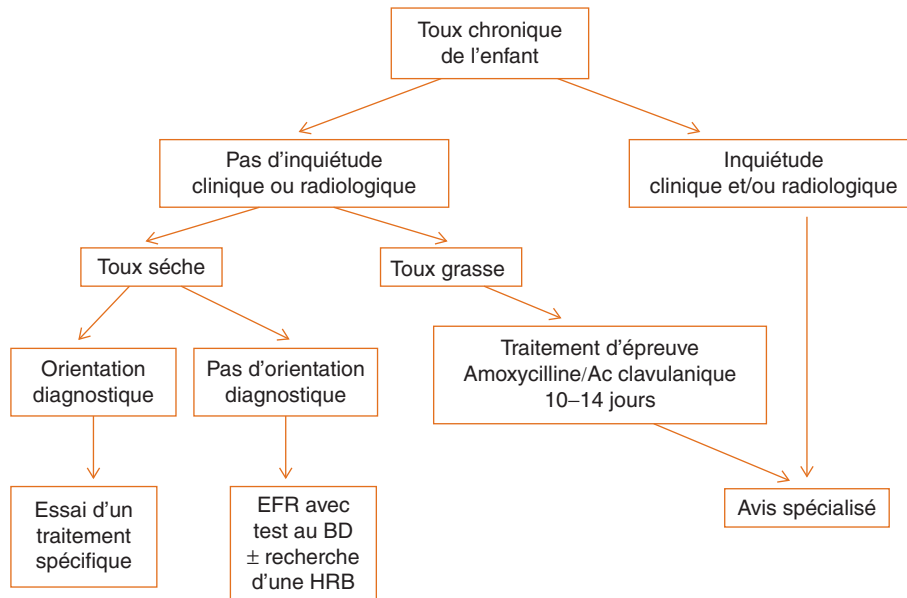 Toux chronique
de l'enfant
Pas d'inquiétude
clinique ou radiologique
Inquiétude
clinique et/ou radiologique
Toux séche
Toux grasse
Orientation
diagnostique
Pas d'orientation
diagnostique
Traitement d'épreuve
Amoxycilline/Ac clavulanique
10–14 jours
Essai d'un
traitement
spécifique
EFR avec
test au BD
± recherche
d'une HRB
Avis spécialisé